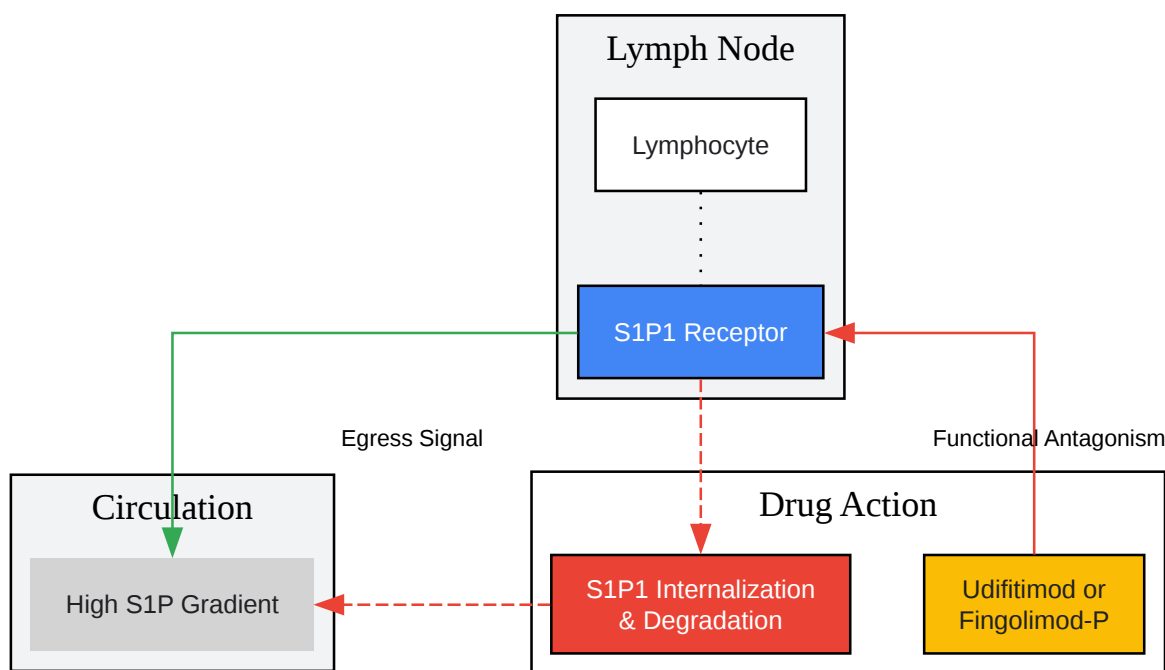 Lymph Node
Lymphocyte
S1P1 Receptor
Egress Signal
Functional Antagonism
Circulation
Drug Action
High S1P Gradient
S1P1 Internalization
& Degradation
Udifitimod or
Fingolimod-P